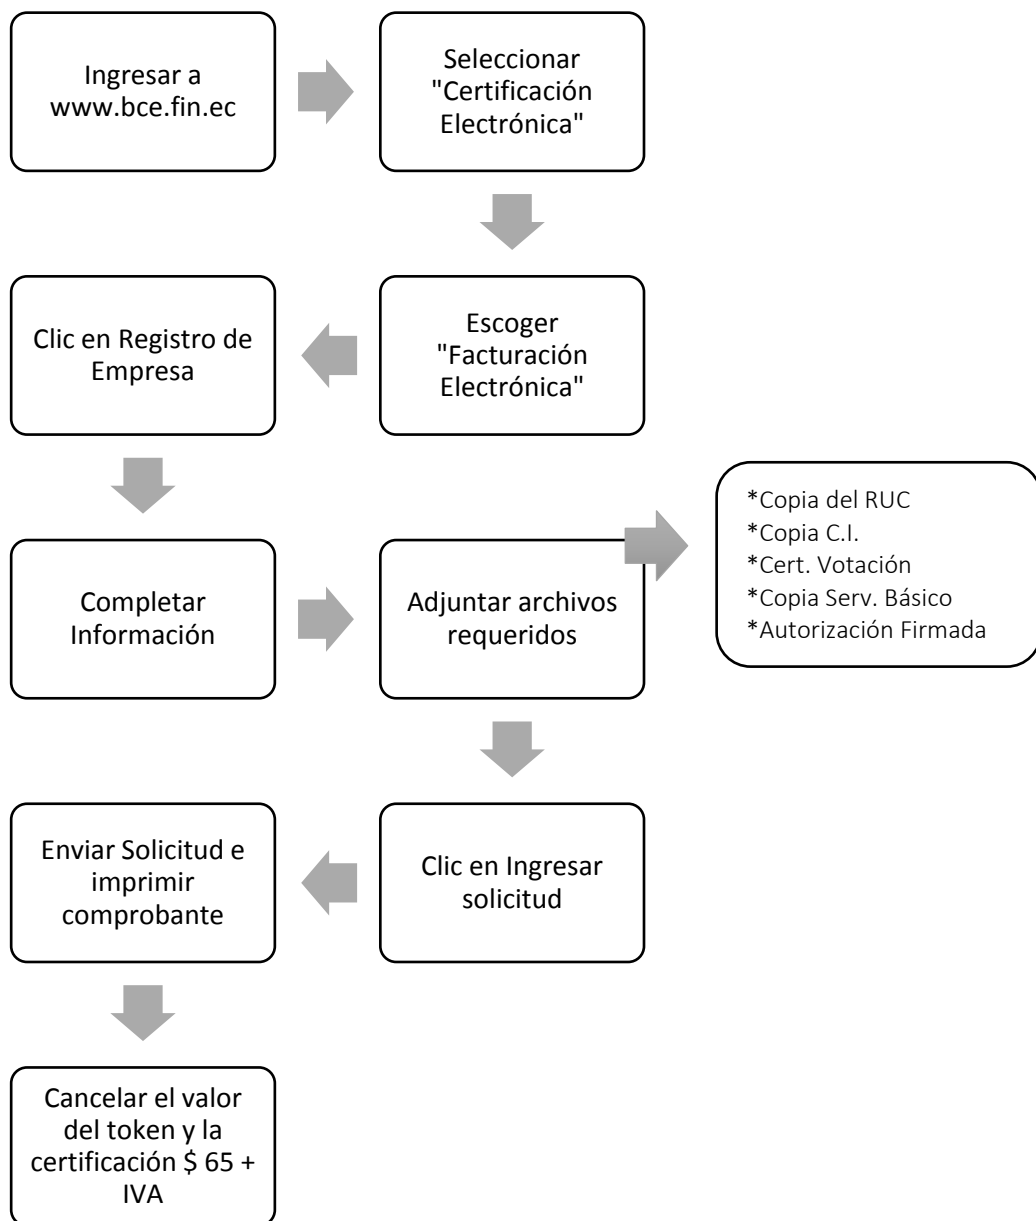 Ingresar a
www.bce.fin.ec
Seleccionar
"Certificación
Electrónica"
Escoger
"Facturación
Electrónica"
Clic en Registro de
Empresa
Completar
Información
Adjuntar archivos
requeridos
*Copia del RUC
*Copia C.I.
*Cert. Votación
*Copia Serv. Básico
*Autorización Firmada
Clic en Ingresar
solicitud
Enviar Solicitud e
imprimir
comprobante
Cancelar el valor
del token y la
certificación $ 65 +
IVA